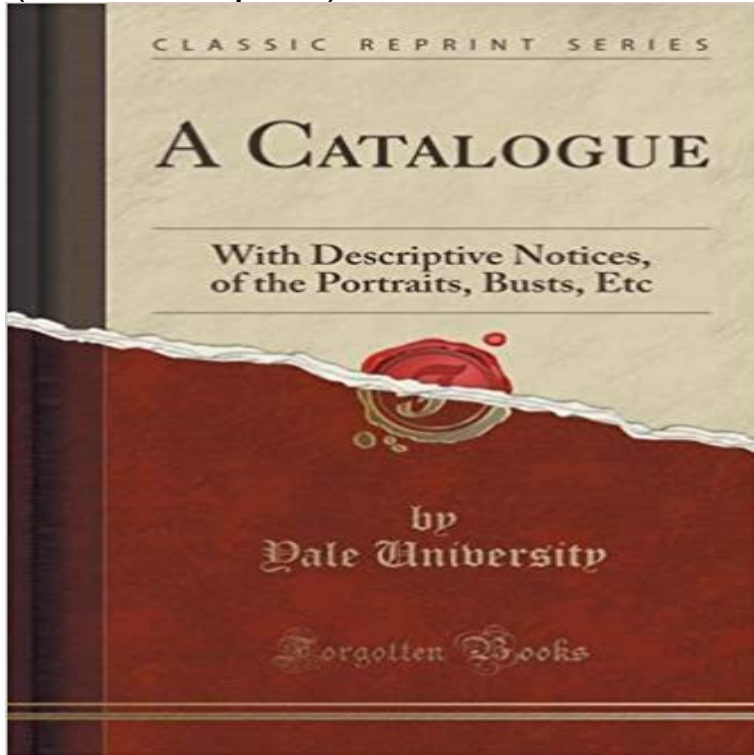 CLASSIC REPRINT SERIES
A CATALOGUE
With Descriptive Notices,
of the Portraits, Busts, Etc
by
Yale University
Forgotten Books